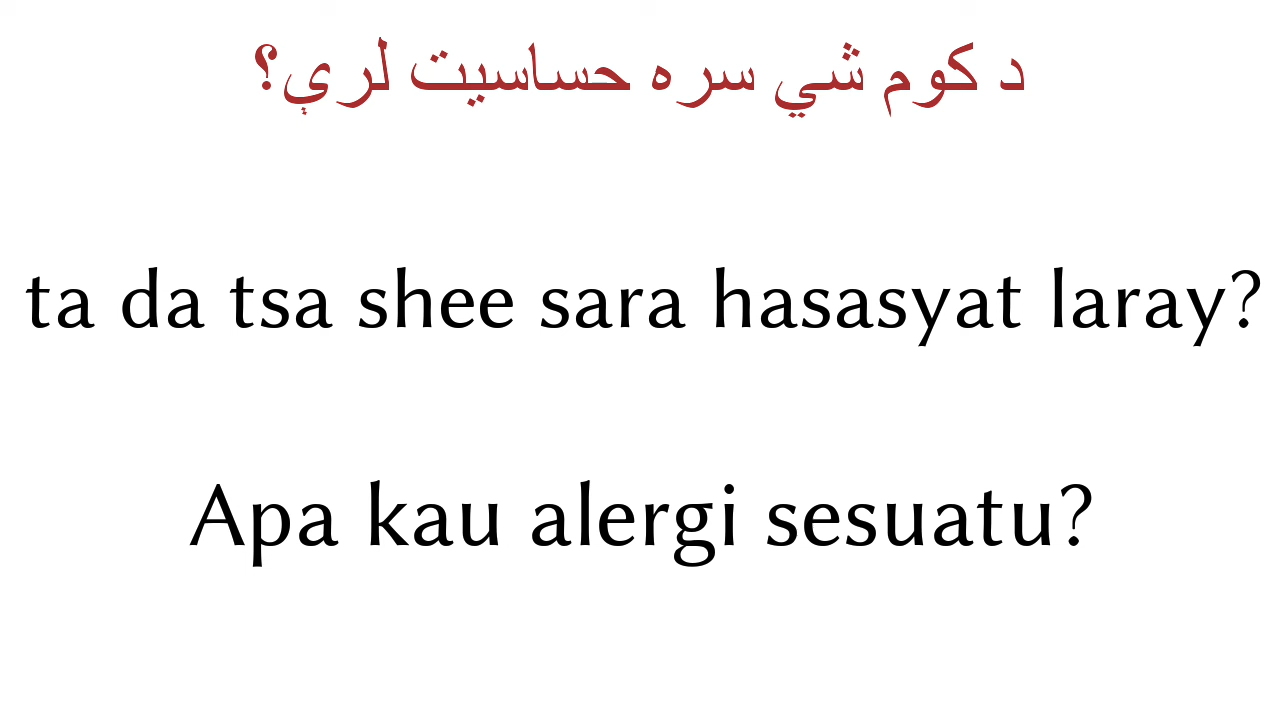 د کوم شي سره حساسیت لرې؟
ta da tsa shee sara hasasyat laray?
Apa kau alergi sesuatu?